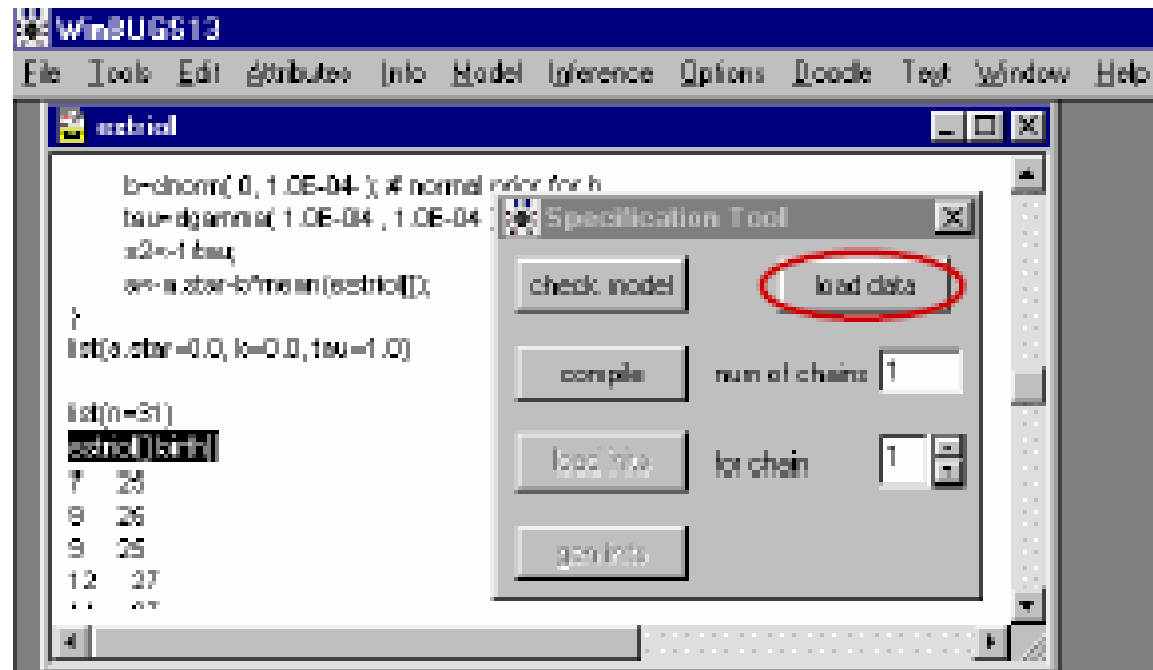 WinBUGS13
File Tools Edit Attributes Info Model Inference Options Doodle Text Window Help
estriol
b~dnorm( 0, 1.0E-04 ); # normal prior for b
tau~dgamma( 1.0E-04 , 1.0E-04
s2<-1/tau;
a<-a.star-b*mean(estriol[]);
}
list(a.star=0.0, b=0.0, tau=1.0)
list(n=31)
estriol[] birth[]
7 25
9 26
9 25
12 27
Specification Tool
check model load data
compile num of chains 1
load inits for chain 1
gen inits